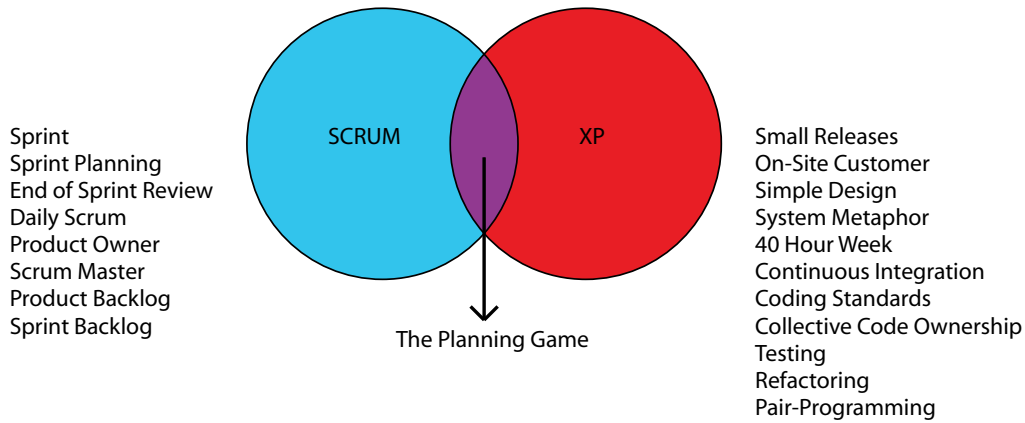 SCRUM
XP
Sprint
Sprint Planning
End of Sprint Review
Daily Scrum
Product Owner
Scrum Master
Product Backlog
Sprint Backlog
The Planning Game
Small Releases
On-Site Customer
Simple Design
System Metaphor
40 Hour Week
Continuous Integration
Coding Standards
Collective Code Ownership
Testing
Refactoring
Pair-Programming